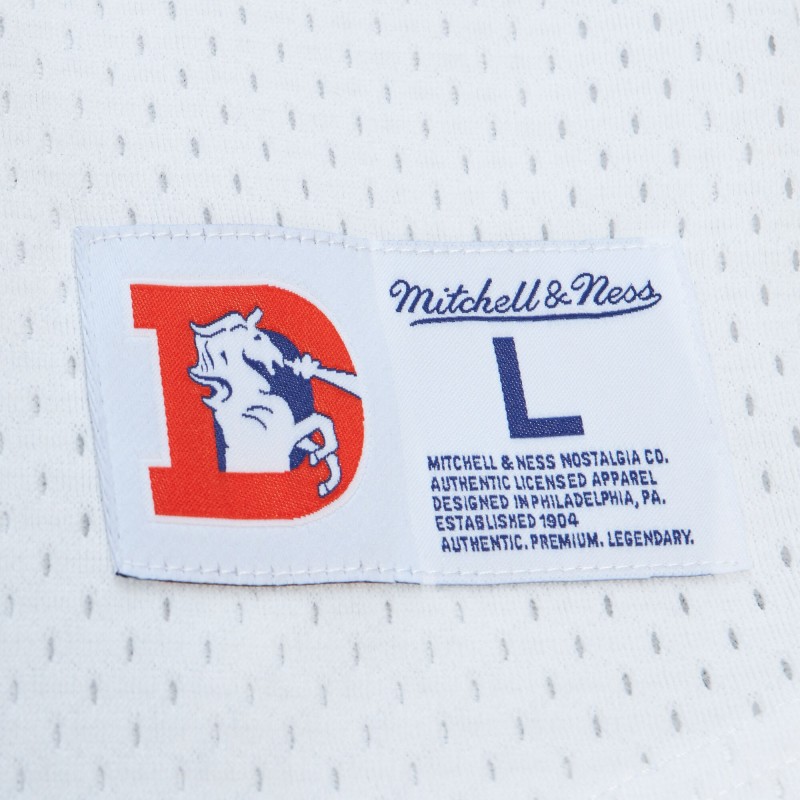 D
Mitchell & Ness
L
MITCHELL & NESS NOSTALGIA CO.
AUTHENTIC LICENSED APPAREL
DESIGNED IN PHILADELPHIA, PA.
ESTABLISHED 1904
AUTHENTIC. PREMIUM. LEGENDARY.